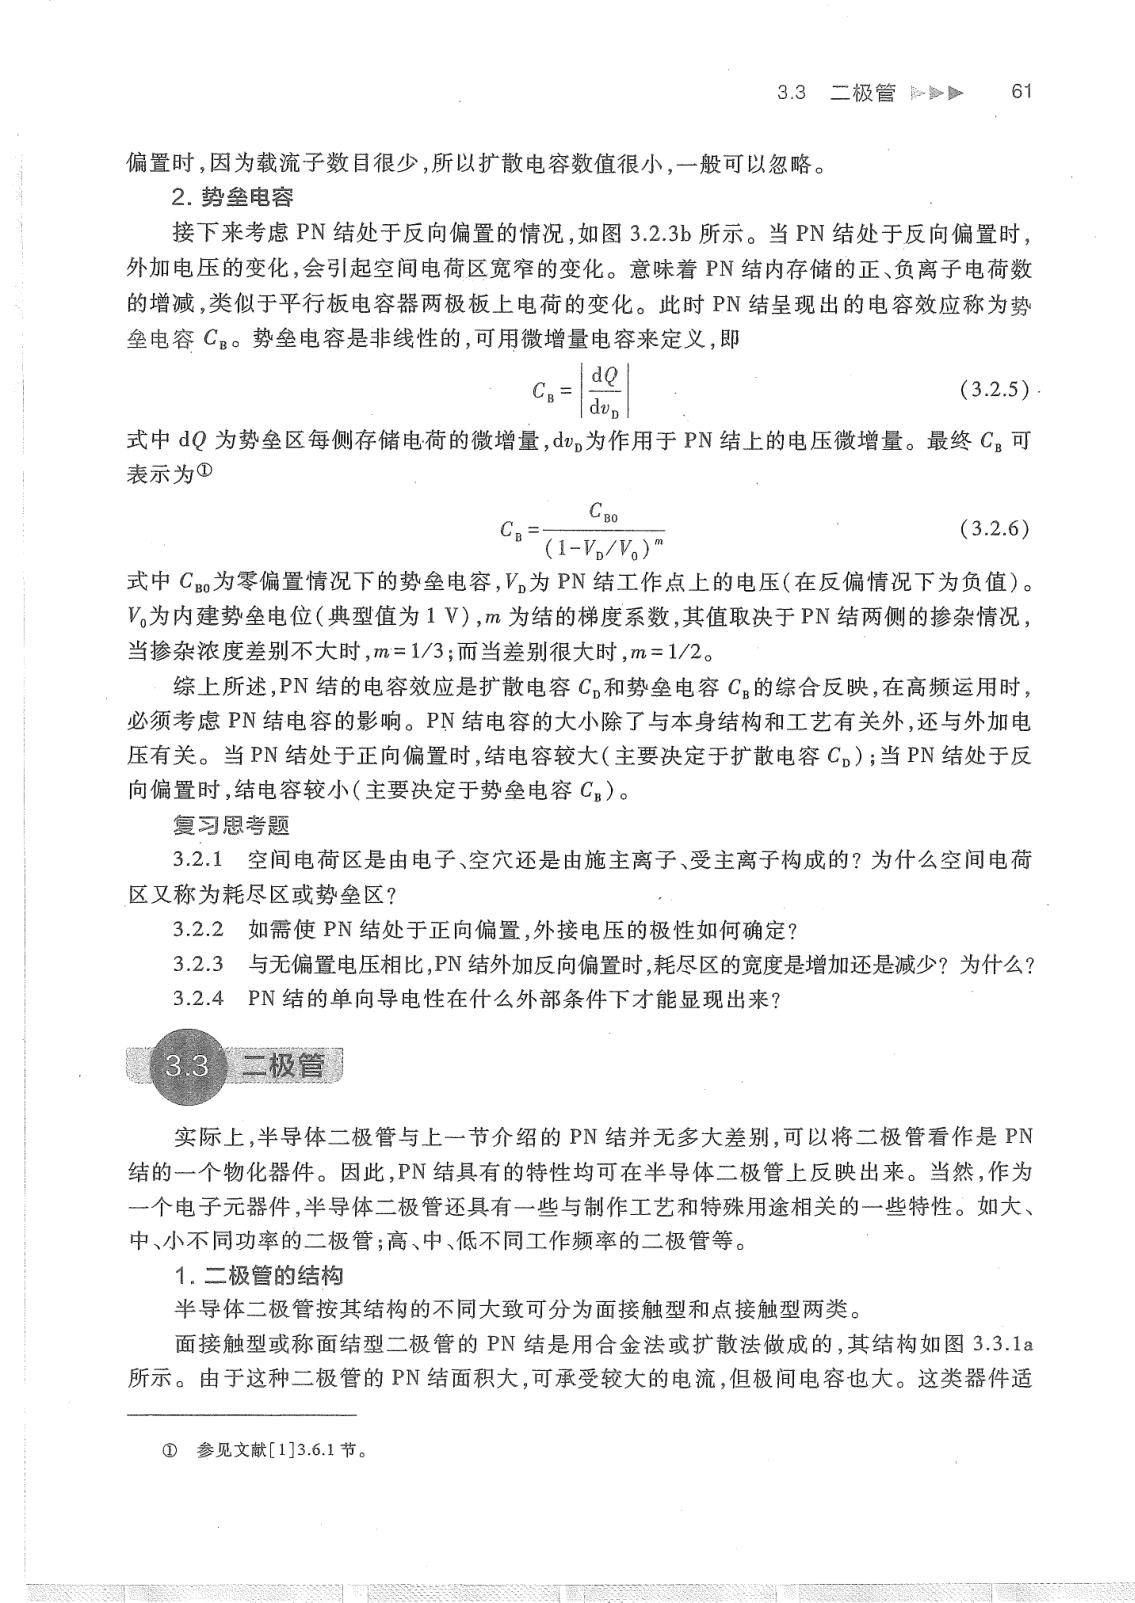 3.3 二极管 61
偏置时,因为载流子数目很少,所以扩散电容数值很小,一般可以忽略。
2. 势垒电容
接下来考虑 PN 结处于反向偏置的情况,如图 3.2.3b 所示。当 PN 结处于反向偏置时,
外加电压的变化,会引起空间电荷区宽窄的变化。意味着 PN 结内存储的正、负离子电荷数
的增减,类似于平行板电容器两极板上电荷的变化。此时 PN 结呈现出的电容效应称为势
垒电容 C_B。势垒电容是非线性的,可用微增量电容来定义,即
C_B = |dQ/dv_D| (3.2.5)
式中 dQ 为势垒区每侧存储电荷的微增量,dv_D为作用于 PN 结上的电压微增量。最终 C_B 可
表示为①
C_B = C_B0/(1-V_D/V_0)^m (3.2.6)
式中 C_B0为零偏置情况下的势垒电容,V_D为 PN 结工作点上的电压(在反偏情况下为负值)。
V_0为内建势垒电位(典型值为 1 V),m 为结的梯度系数,其值取决于 PN 结两侧的掺杂情况,
当掺杂浓度差别不大时,m=1/3;而当差别很大时,m=1/2。
综上所述,PN 结的电容效应是扩散电容 C_D和势垒电容 C_B的综合反映,在高频运用时,
必须考虑 PN 结电容的影响。PN 结电容的大小除了与本身结构和工艺有关外,还与外加电
压有关。当 PN 结处于正向偏置时,结电容较大(主要决定于扩散电容 C_D);当 PN 结处于反
向偏置时,结电容较小(主要决定于势垒电容 C_B)。
复习思考题
3.2.1 空间电荷区是由电子、空穴还是由施主离子、受主离子构成的? 为什么空间电荷
区又称为耗尽区或势垒区?
3.2.2 如需使 PN 结处于正向偏置,外接电压的极性如何确定?
3.2.3 与无偏置电压相比,PN 结外加反向偏置时,耗尽区的宽度是增加还是减少? 为什么?
3.2.4 PN 结的单向导电性在什么外部条件下才能显现出来?
3.3 二极管
实际上,半导体二极管与上一节介绍的 PN 结并无多大差别,可以将二极管看作是 PN
结的一个物化器件。因此,PN 结具有的特性均可在半导体二极管上反映出来。当然,作为
一个电子元器件,半导体二极管还具有一些与制作工艺和特殊用途相关的一些特性。如大、
中、小不同功率的二极管;高、中、低不同工作频率的二极管等。
1. 二极管的结构
半导体二极管按其结构的不同大致可分为面接触型和点接触型两类。
面接触型或称面结型二极管的 PN 结是用合金法或扩散法做成的,其结构如图 3.3.1a
所示。由于这种二极管的 PN 结面积大,可承受较大的电流,但极间电容也大。这类器件适
① 参见文献[1]3.6.1 节。